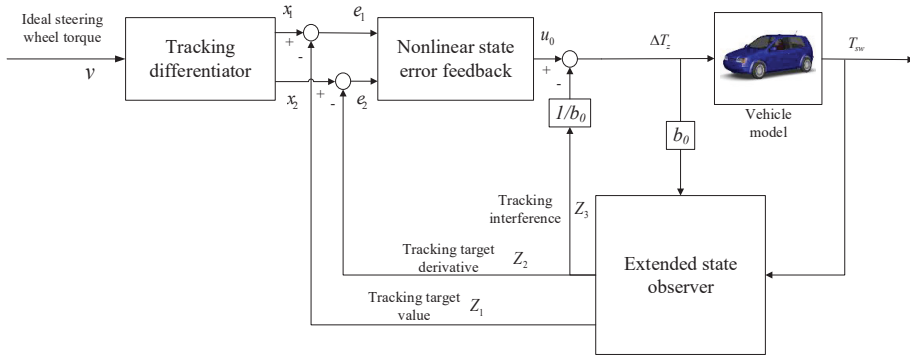 Ideal steering
wheel torque
v
Tracking
differentiator
x1
+
-
x2
+
-
e1
e2
Nonlinear state
error feedback
u0
+
-
1/b0
ΔTz
b0
Vehicle
model
Tsw
Tracking
interference
Z3
Tracking target
derivative
Z2
Tracking target
value
Z1
Extended state
observer